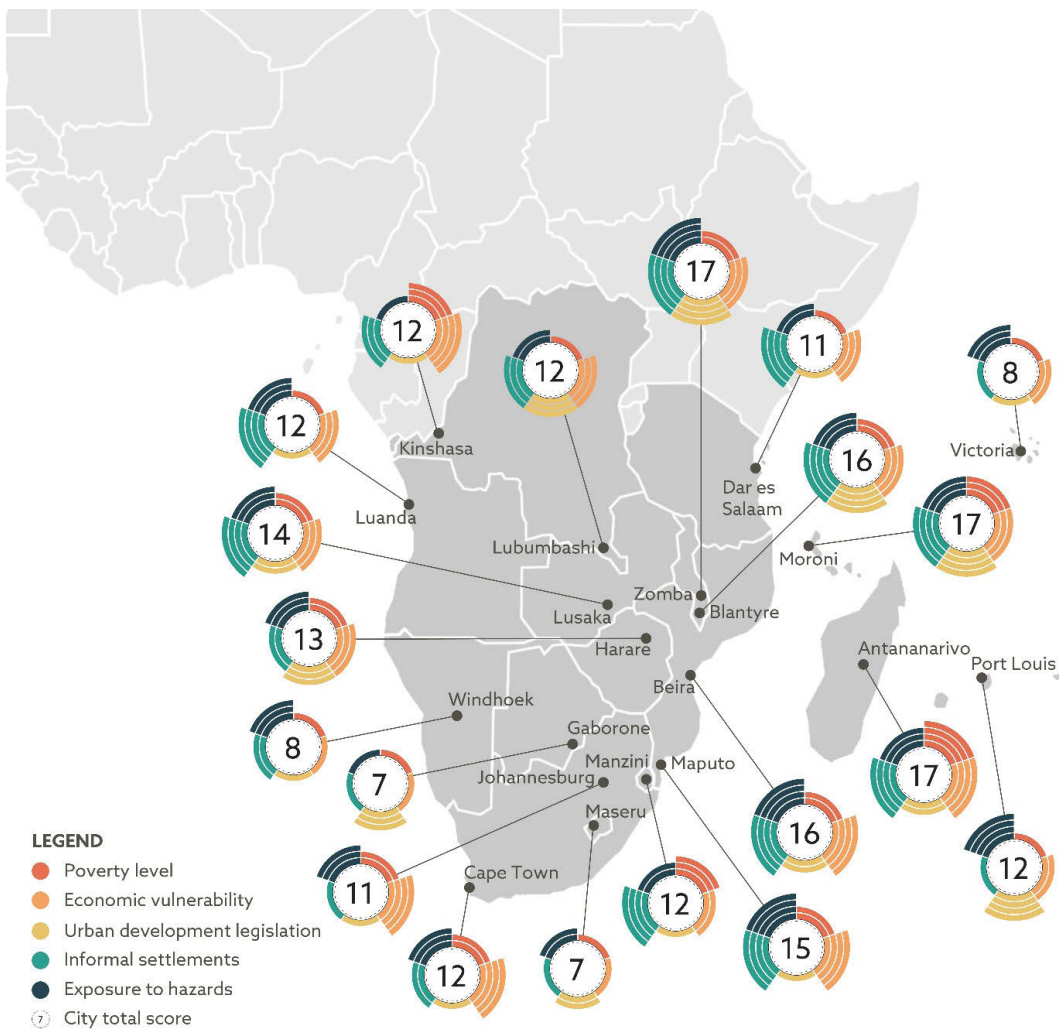 17
12
11
12
8
12
16
Kinshasa
Victoria
Dar es
Salaam
Luanda
14
17
Lubumbashi
Moroni
Zomba
Lusaka
Blantyre
13
Harare
Antananarivo
Port Louis
Beira
Windhoek
8
Gaborone
7
Manzini
Maputo
Johannesburg
17
Maseru
16
LEGEND
Poverty level
Economic vulnerability
Urban development legislation
Informal settlements
Exposure to hazards
7 City total score
12
Cape Town
11
12
15
12
7